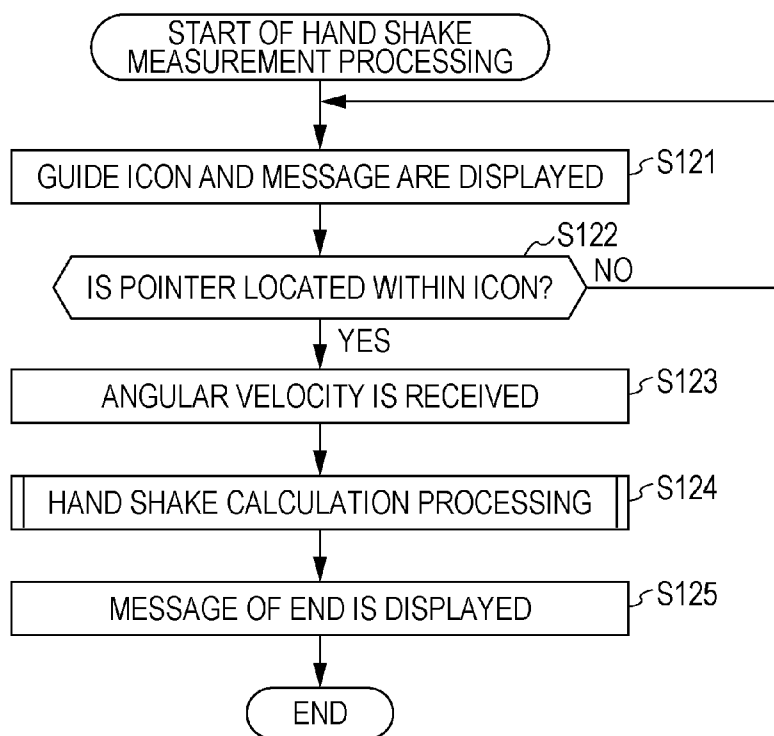 START OF HAND SHAKE
MEASUREMENT PROCESSING
GUIDE ICON AND MESSAGE ARE DISPLAYED
S121
S122
IS POINTER LOCATED WITHIN ICON?
NO
YES
ANGULAR VELOCITY IS RECEIVED
S123
HAND SHAKE CALCULATION PROCESSING
S124
MESSAGE OF END IS DISPLAYED
S125
END